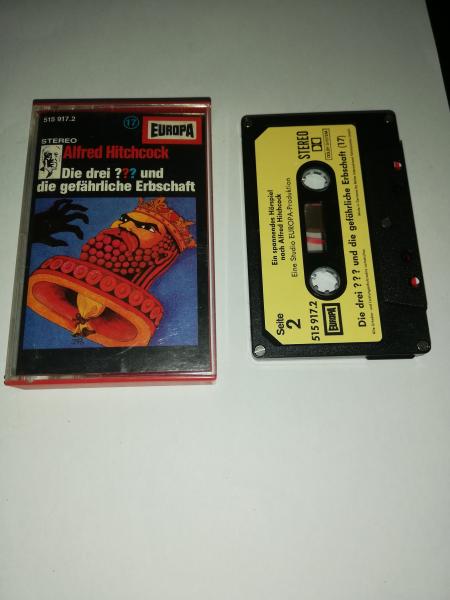 515 917.2
17
EUROPA
STEREO
Alfred Hitchcock
Die drei ??? und
die gefährliche Erbschaft
STEREO
DOLBY SYSTEM
Ein spannendes Hörspiel
nach Alfred Hitchcock
Eine Studio EUROPA-Produktion
Seite
2
515 917.2
EUROPA
Die drei ??? und die gefährliche Erbschaft (17)